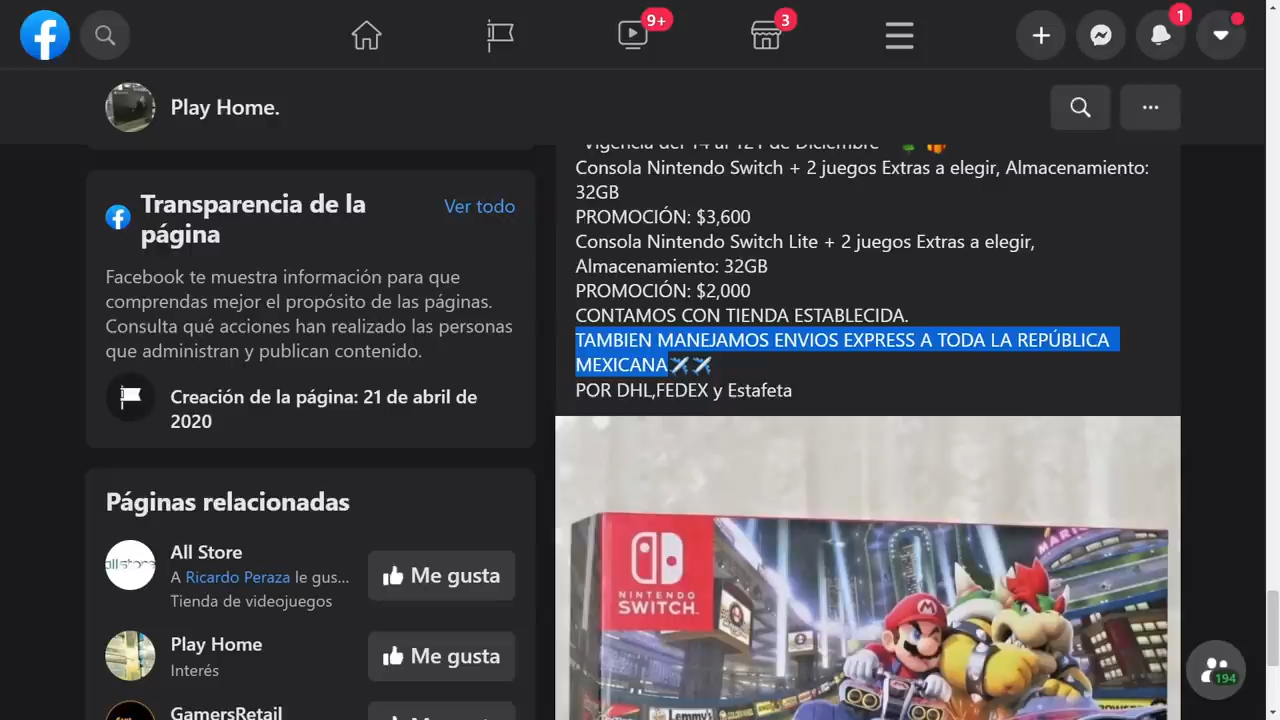 9+
3
1
Play Home.
Transparencia de la
página
Ver todo
Facebook te muestra información para que
comprendas mejor el propósito de las páginas.
Consulta qué acciones han realizado las personas
que administran y publican contenido.
Creación de la página: 21 de abril de
2020
Páginas relacionadas
All Store
A Ricardo Peraza le gus...
Tienda de videojuegos
Me gusta
Play Home
Interés
Me gusta
GamersRetail
Consola Nintendo Switch + 2 juegos Extras a elegir, Almacenamiento:
32GB
PROMOCIÓN: $3,600
Consola Nintendo Switch Lite + 2 juegos Extras a elegir,
Almacenamiento: 32GB
PROMOCIÓN: $2,000
CONTAMOS CON TIENDA ESTABLECIDA.
TAMBIEN MANEJAMOS ENVIOS EXPRESS A TODA LA REPÚBLICA
MEXICANA✈️✈️
POR DHL,FEDEX y Estafeta
NINTENDO
SWITCH.
Lemmy's
194